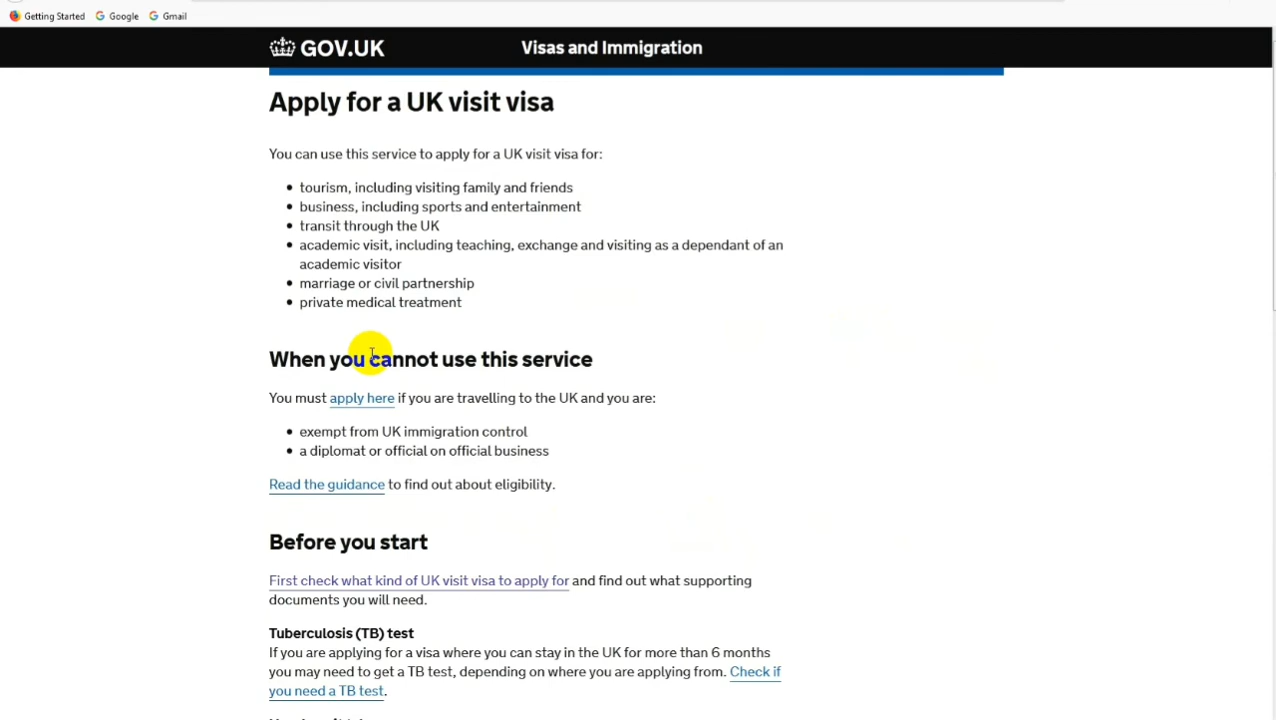 Getting Started Google Gmail
GOV.UK Visas and Immigration
Apply for a UK visit visa
You can use this service to apply for a UK visit visa for:
• tourism, including visiting family and friends
• business, including sports and entertainment
• transit through the UK
• academic visit, including teaching, exchange and visiting as a dependant of an
academic visitor
• marriage or civil partnership
• private medical treatment
When you cannot use this service
You must apply here if you are travelling to the UK and you are:
• exempt from UK immigration control
• a diplomat or official on official business
Read the guidance to find out about eligibility.
Before you start
First check what kind of UK visit visa to apply for and find out what supporting
documents you will need.
Tuberculosis (TB) test
If you are applying for a visa where you can stay in the UK for more than 6 months
you may need to get a TB test, depending on where you are applying from. Check if
you need a TB test.